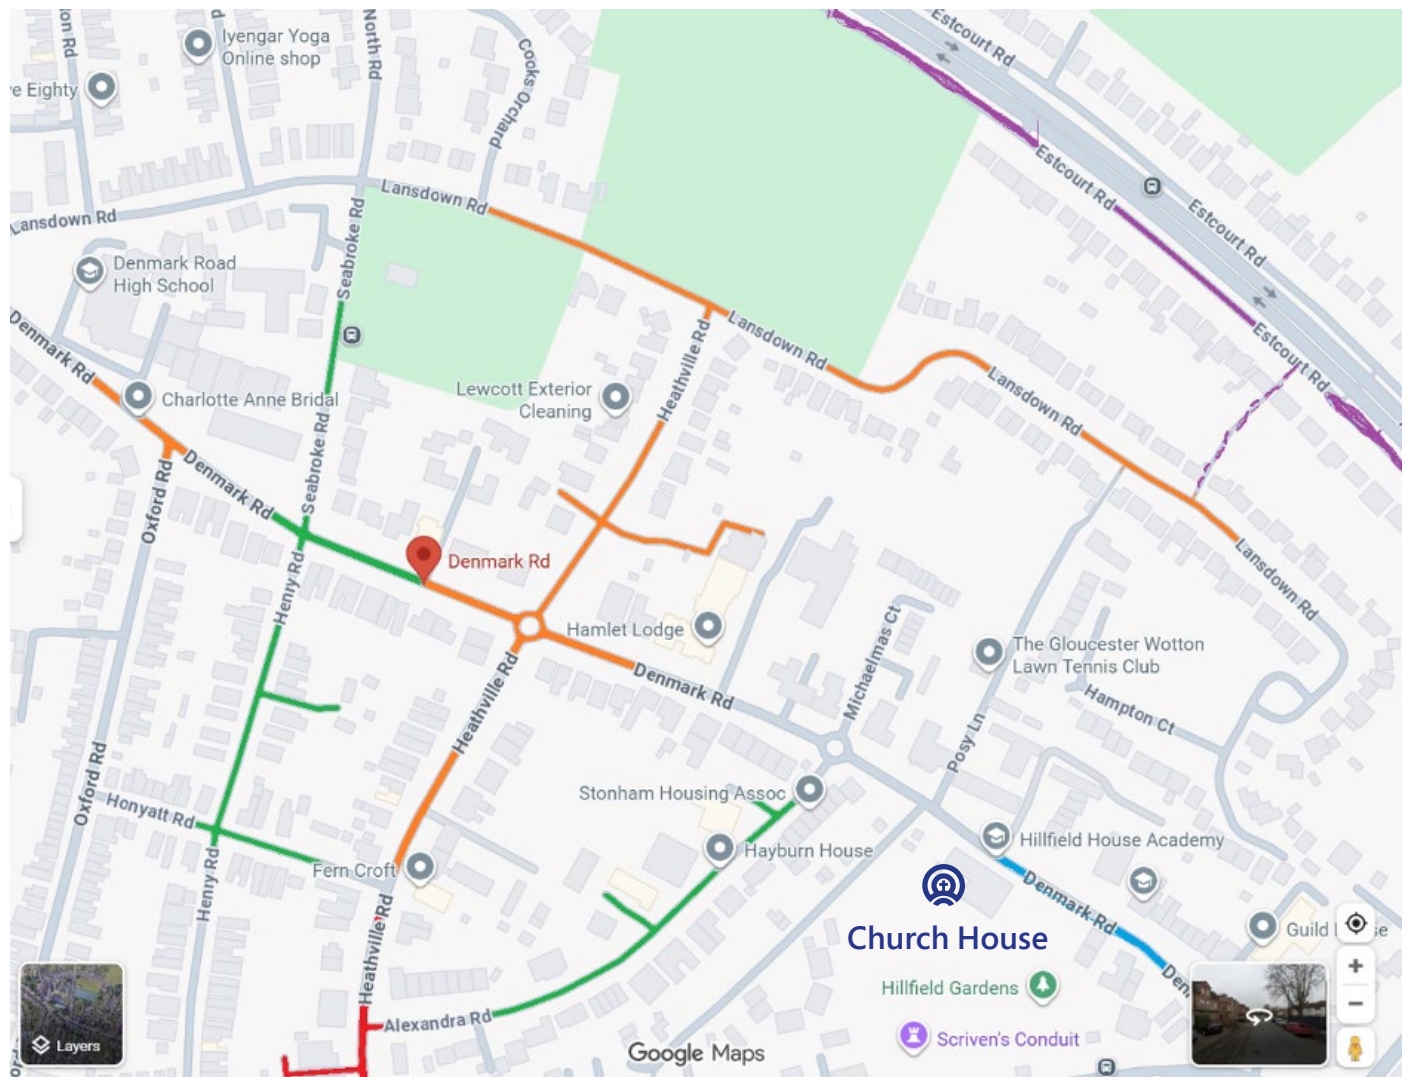 Iyengar Yoga
Online shop
North Rd
Cooks Orchard
Estcourt Rd
ve Eighty
Estcourt Rd
Lansdown Rd
Lansdown Rd
Seabroke Rd
Estcourt Rd
Denmark Road
High School
Denmark Rd
Lansdown Rd
Heathville Rd
Estcourt Rd
Lewcott Exterior
Cleaning
Charlotte Anne Bridal
Lansdown Rd
Seabroke Rd
Denmark Rd
Oxford Rd
Denmark Rd
Henry Rd
Lansdown Rd
Hamlet Lodge
Michaelmas Ct
The Gloucester Wotton
Lawn Tennis Club
Denmark Rd
Heathville Rd
Hampton Ct
Posy Ln
Oxford Rd
Honyatt Rd
Stonham Housing Assoc
Hayburn House
Hillfield House Academy
Fern Croft
Henry Rd
Denmark Rd
Church House
Heathville Rd
Guild
Hillfield Gardens
Den
Alexandra Rd
Scriven's Conduit
Layers
Google Maps